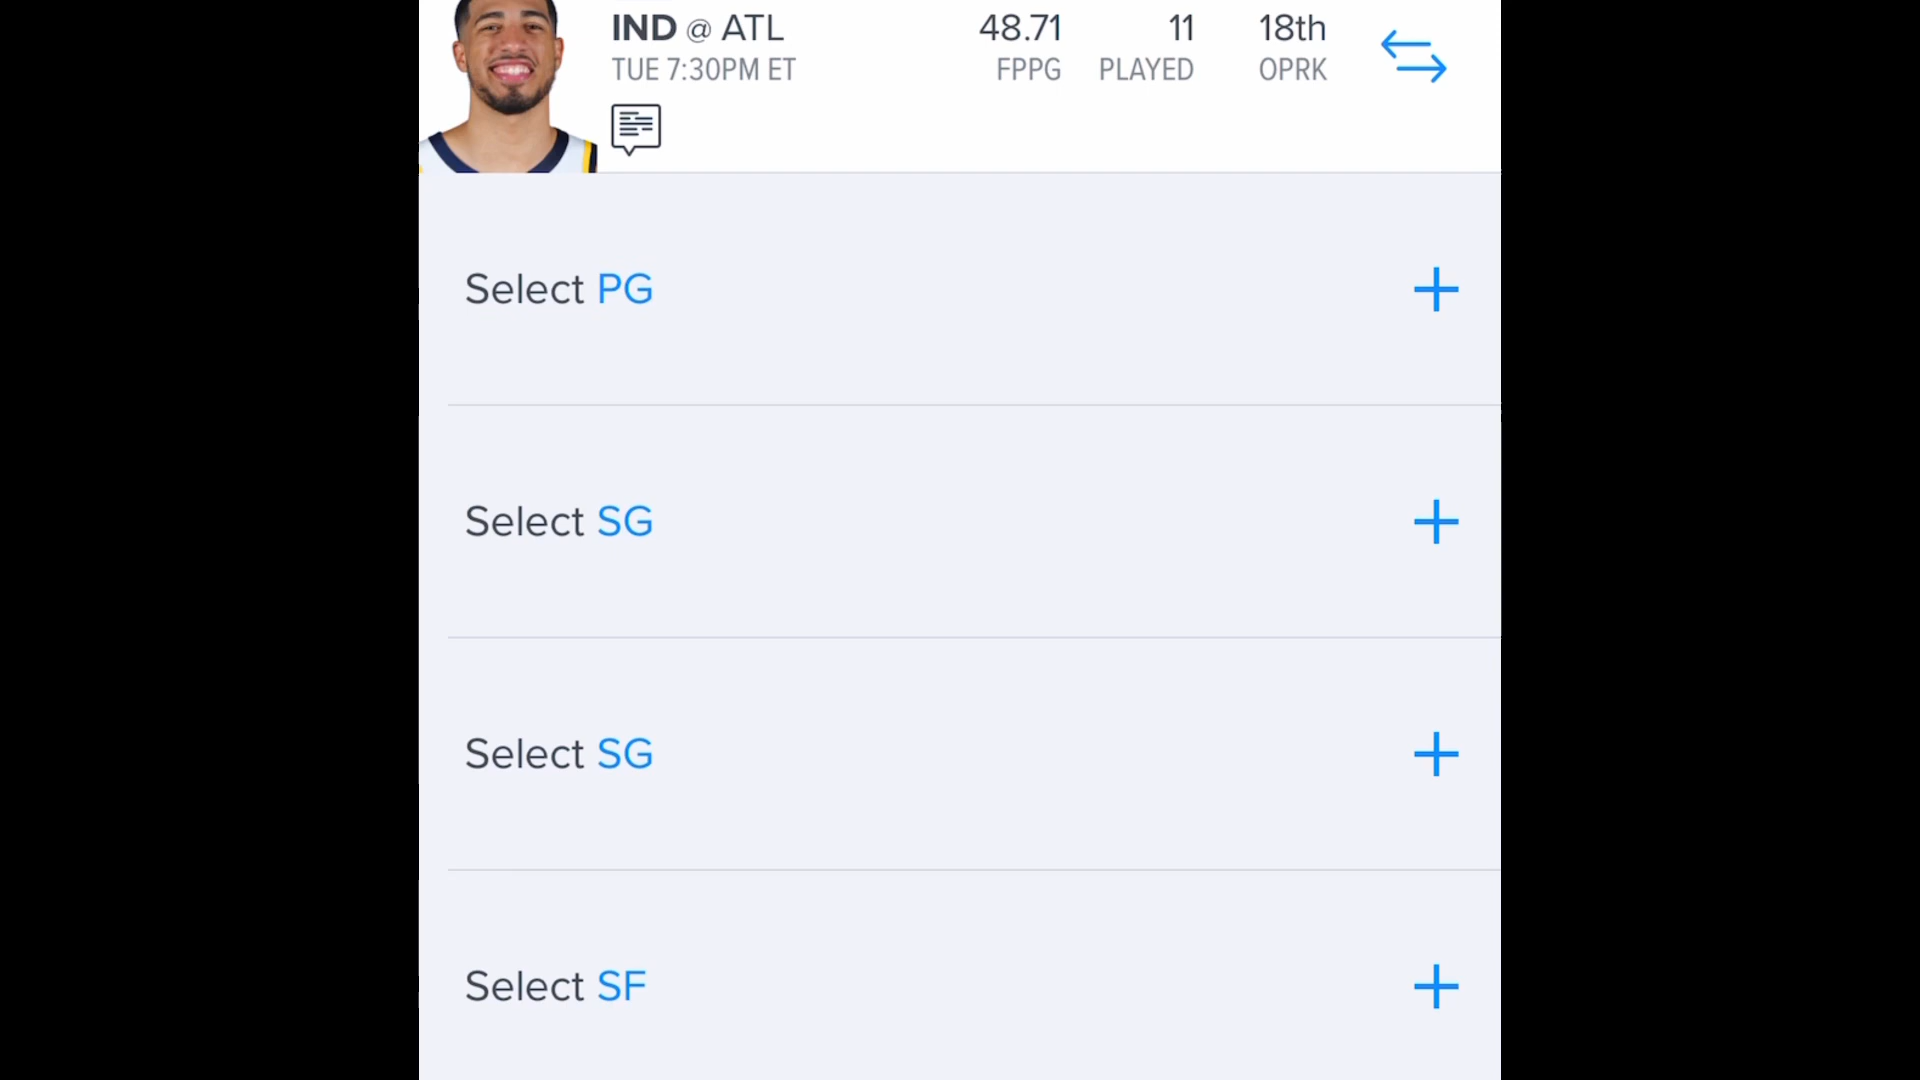 IND @ ATL 48.71 11 18th
TUE 7:30PM ET FPPG PLAYED OPRK
Select PG
Select SG
Select SG
Select SF